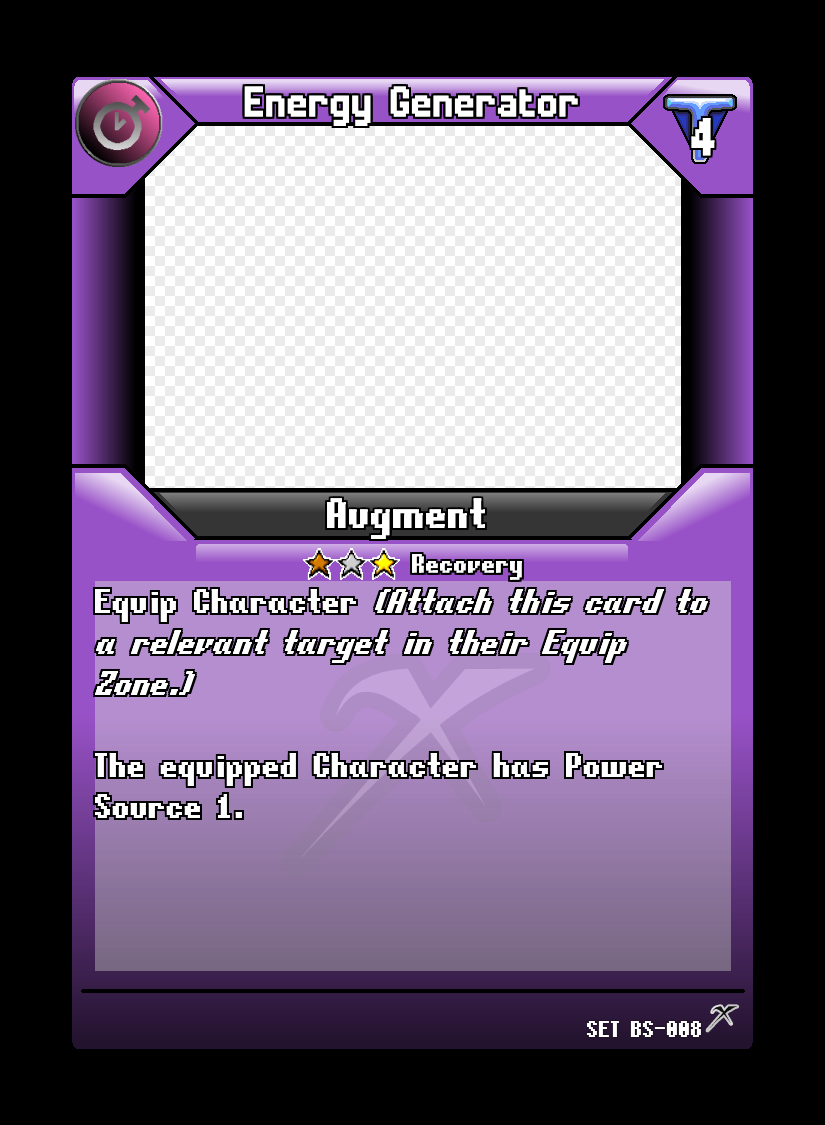 Energy Generator
4
Augment
Recovery
Equip Character (Attach this card to
a relevant target in their Equip
Zone.)
The equipped Character has Power
Source 1.
SET BS-008